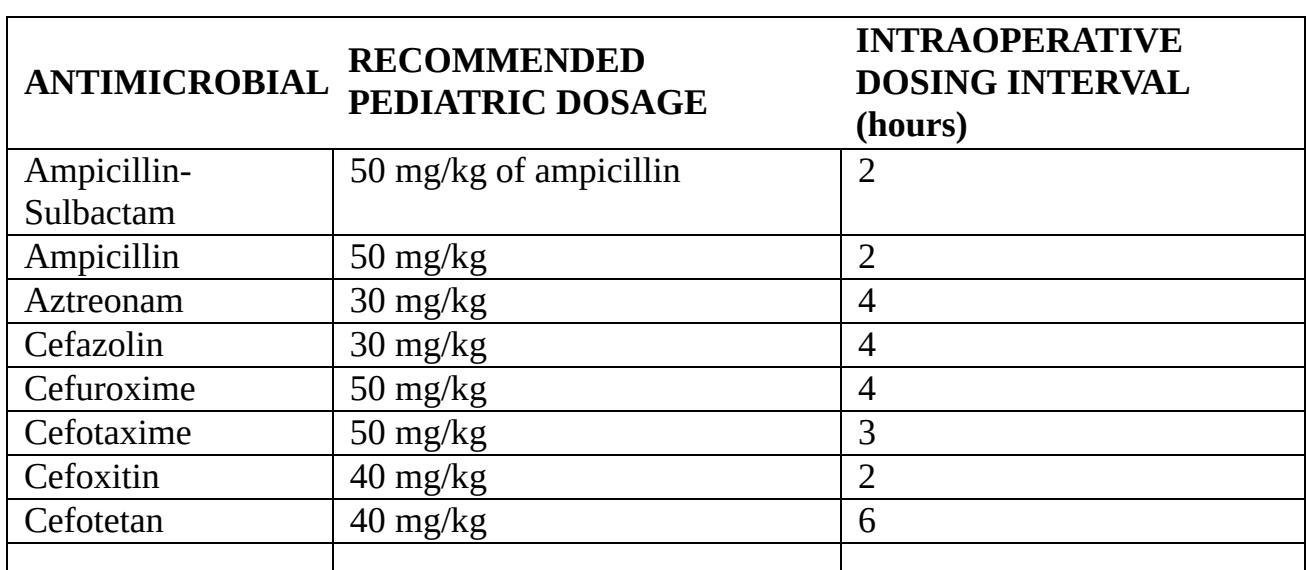 ANTIMICROBIAL RECOMMENDED PEDIATRIC DOSAGE INTRAOPERATIVE DOSING INTERVAL (hours)
Ampicillin- 50 mg/kg of ampicillin 2
Sulbactam
Ampicillin 50 mg/kg 2
Aztreonam 30 mg/kg 4
Cefazolin 30 mg/kg 4
Cefuroxime 50 mg/kg 4
Cefotaxime 50 mg/kg 3
Cefoxitin 40 mg/kg 2
Cefotetan 40 mg/kg 6